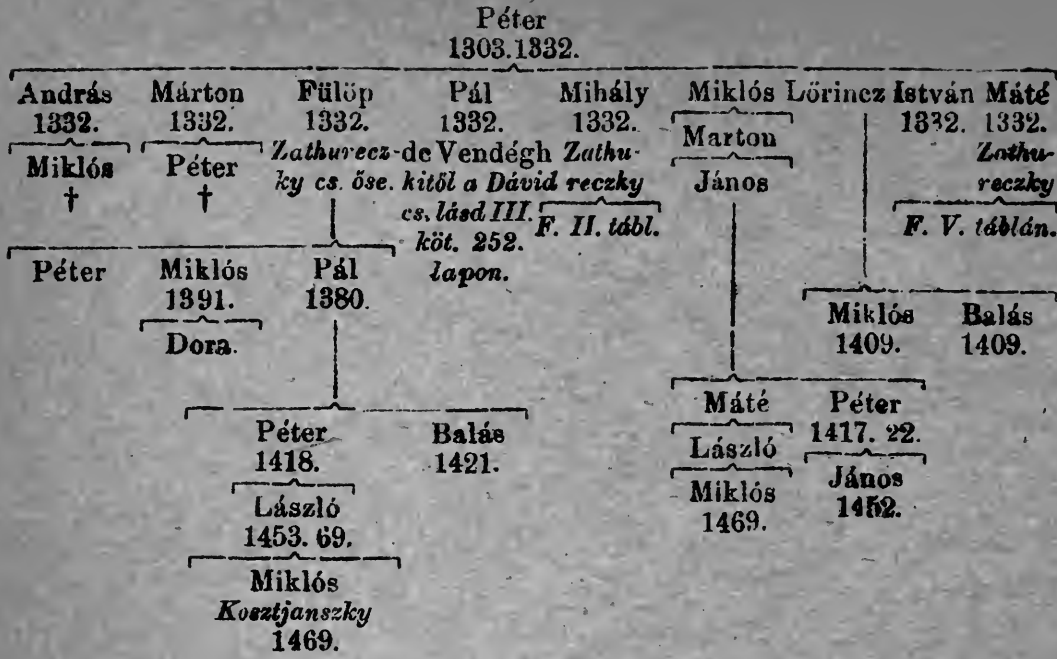 Péter
1303.1332.
András Márton Fülöp Pál Mihály Miklós Lőrincz István Máté
1332. 1332. 1332. 1332. 1332. Marton 1332. 1332.
Miklós Péter Zathurecz- de Vendégh Zathu- János Zathu-
† † ky cs. őse. kitől a Dávid reczky reczky
cs. lásd III. F. II. tábl. F. V. táblán.
köt. 252.
lapon.
Péter Miklós Pál
1391. 1380.
Dora.
Miklós Balás
1409. 1409.
Péter Balás Máté Péter
1418. 1421. László 1417. 22.
László Miklós János
1453. 69. 1469. 1452.
Miklós
Kosztjanszky
1469.